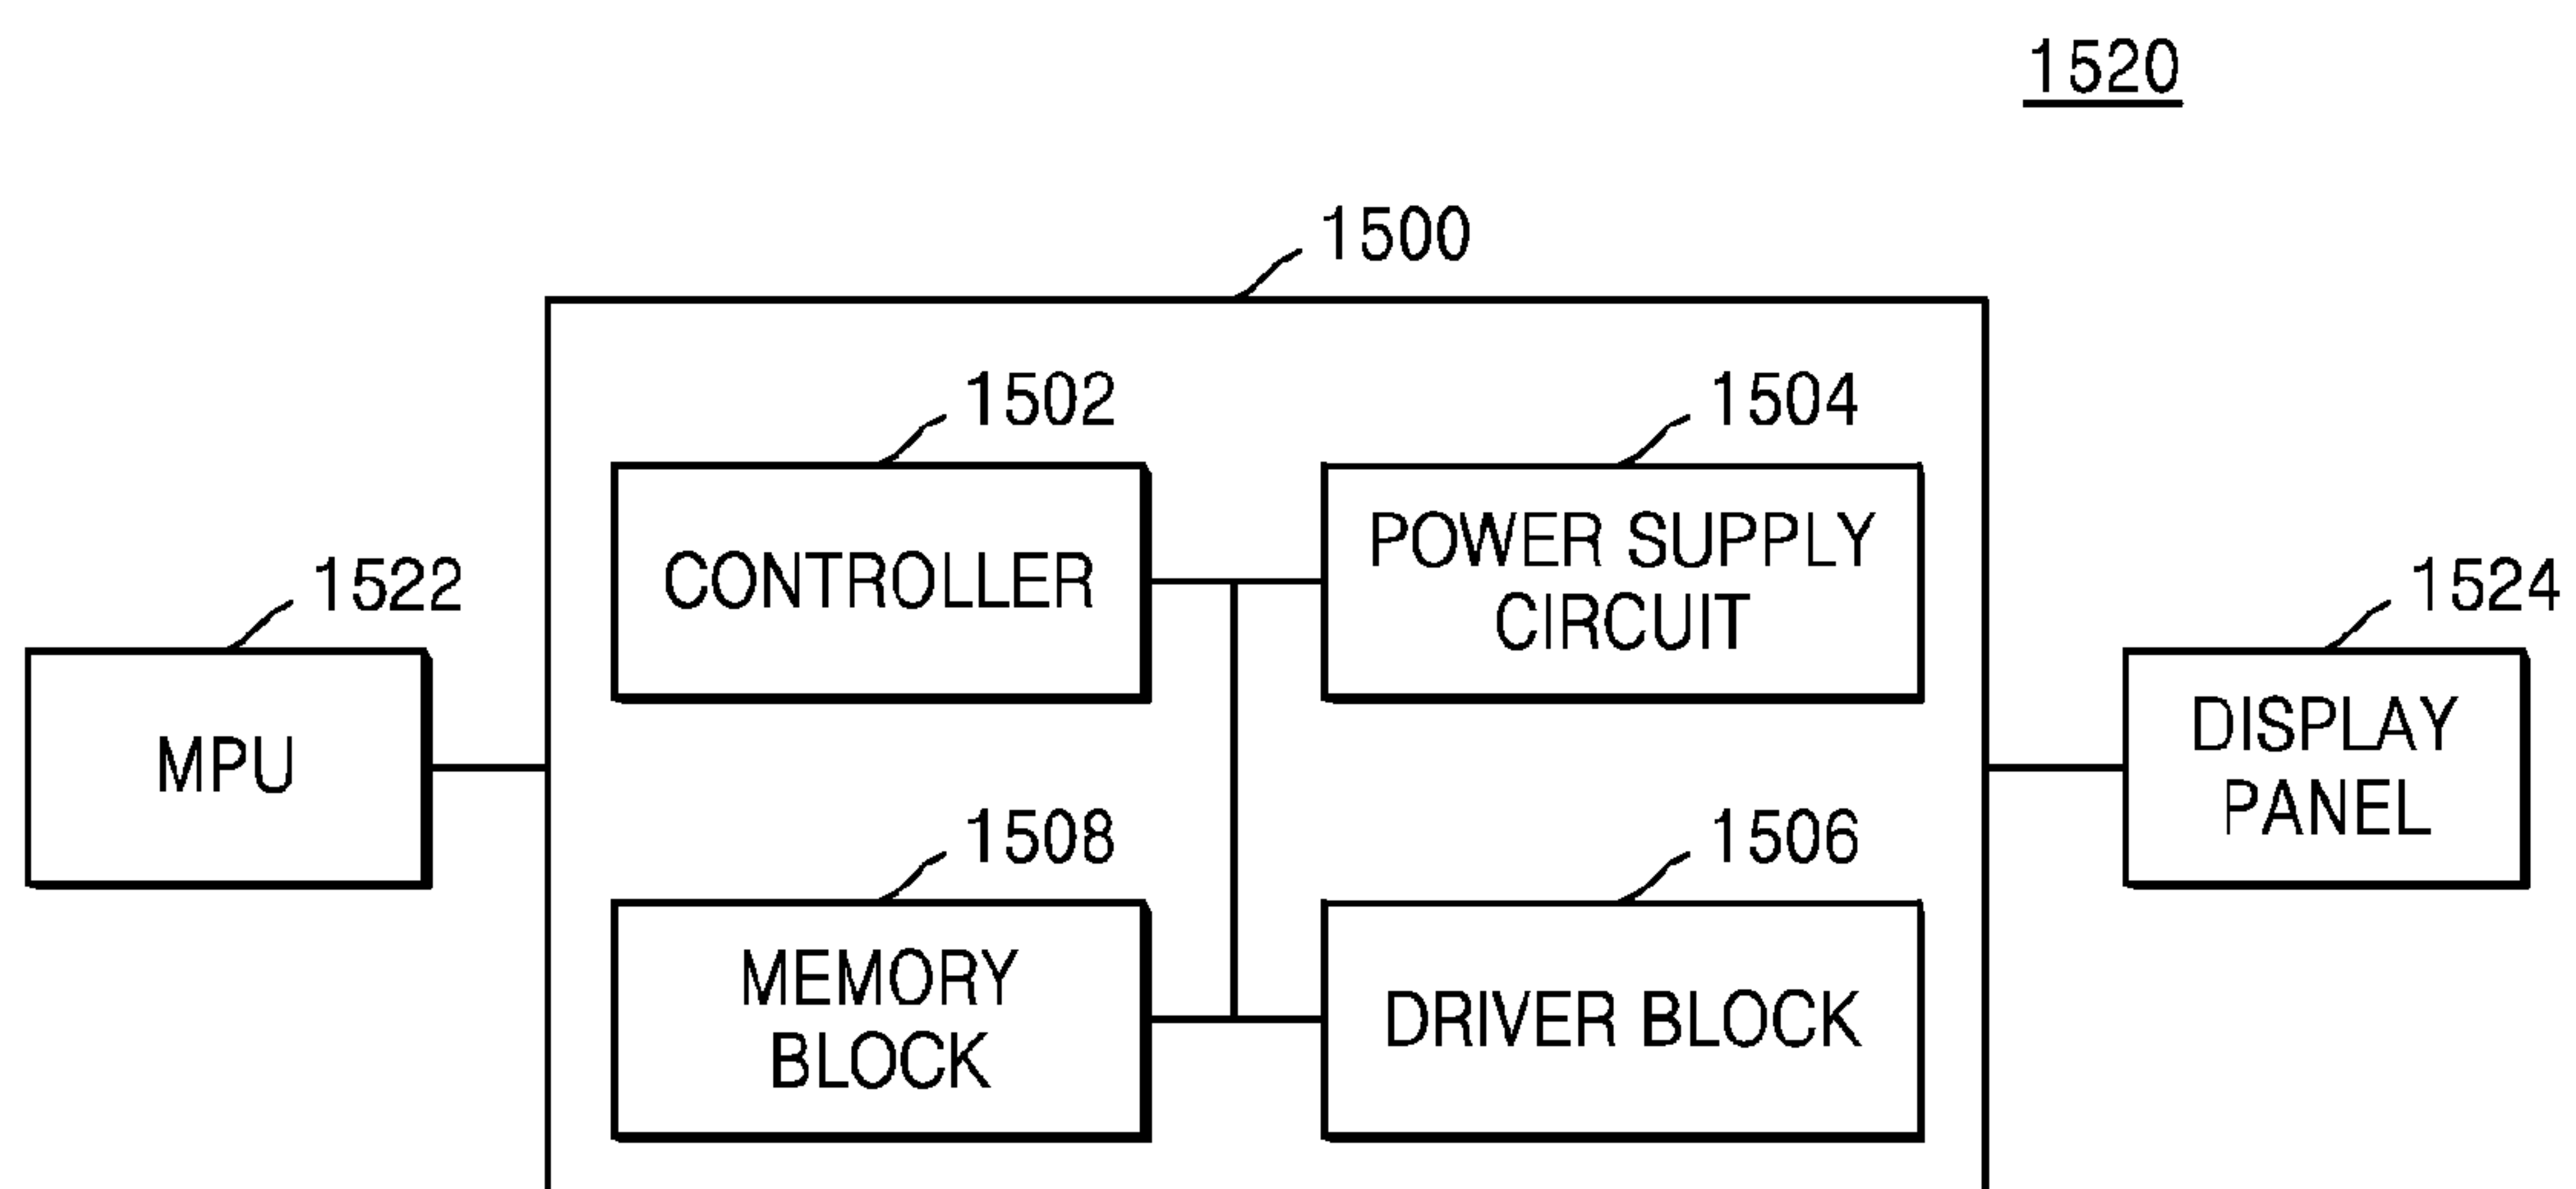 1520
1500
1502
1504
CONTROLLER
POWER SUPPLY
CIRCUIT
1522
MPU
1524
DISPLAY
PANEL
1508
1506
MEMORY
BLOCK
DRIVER BLOCK